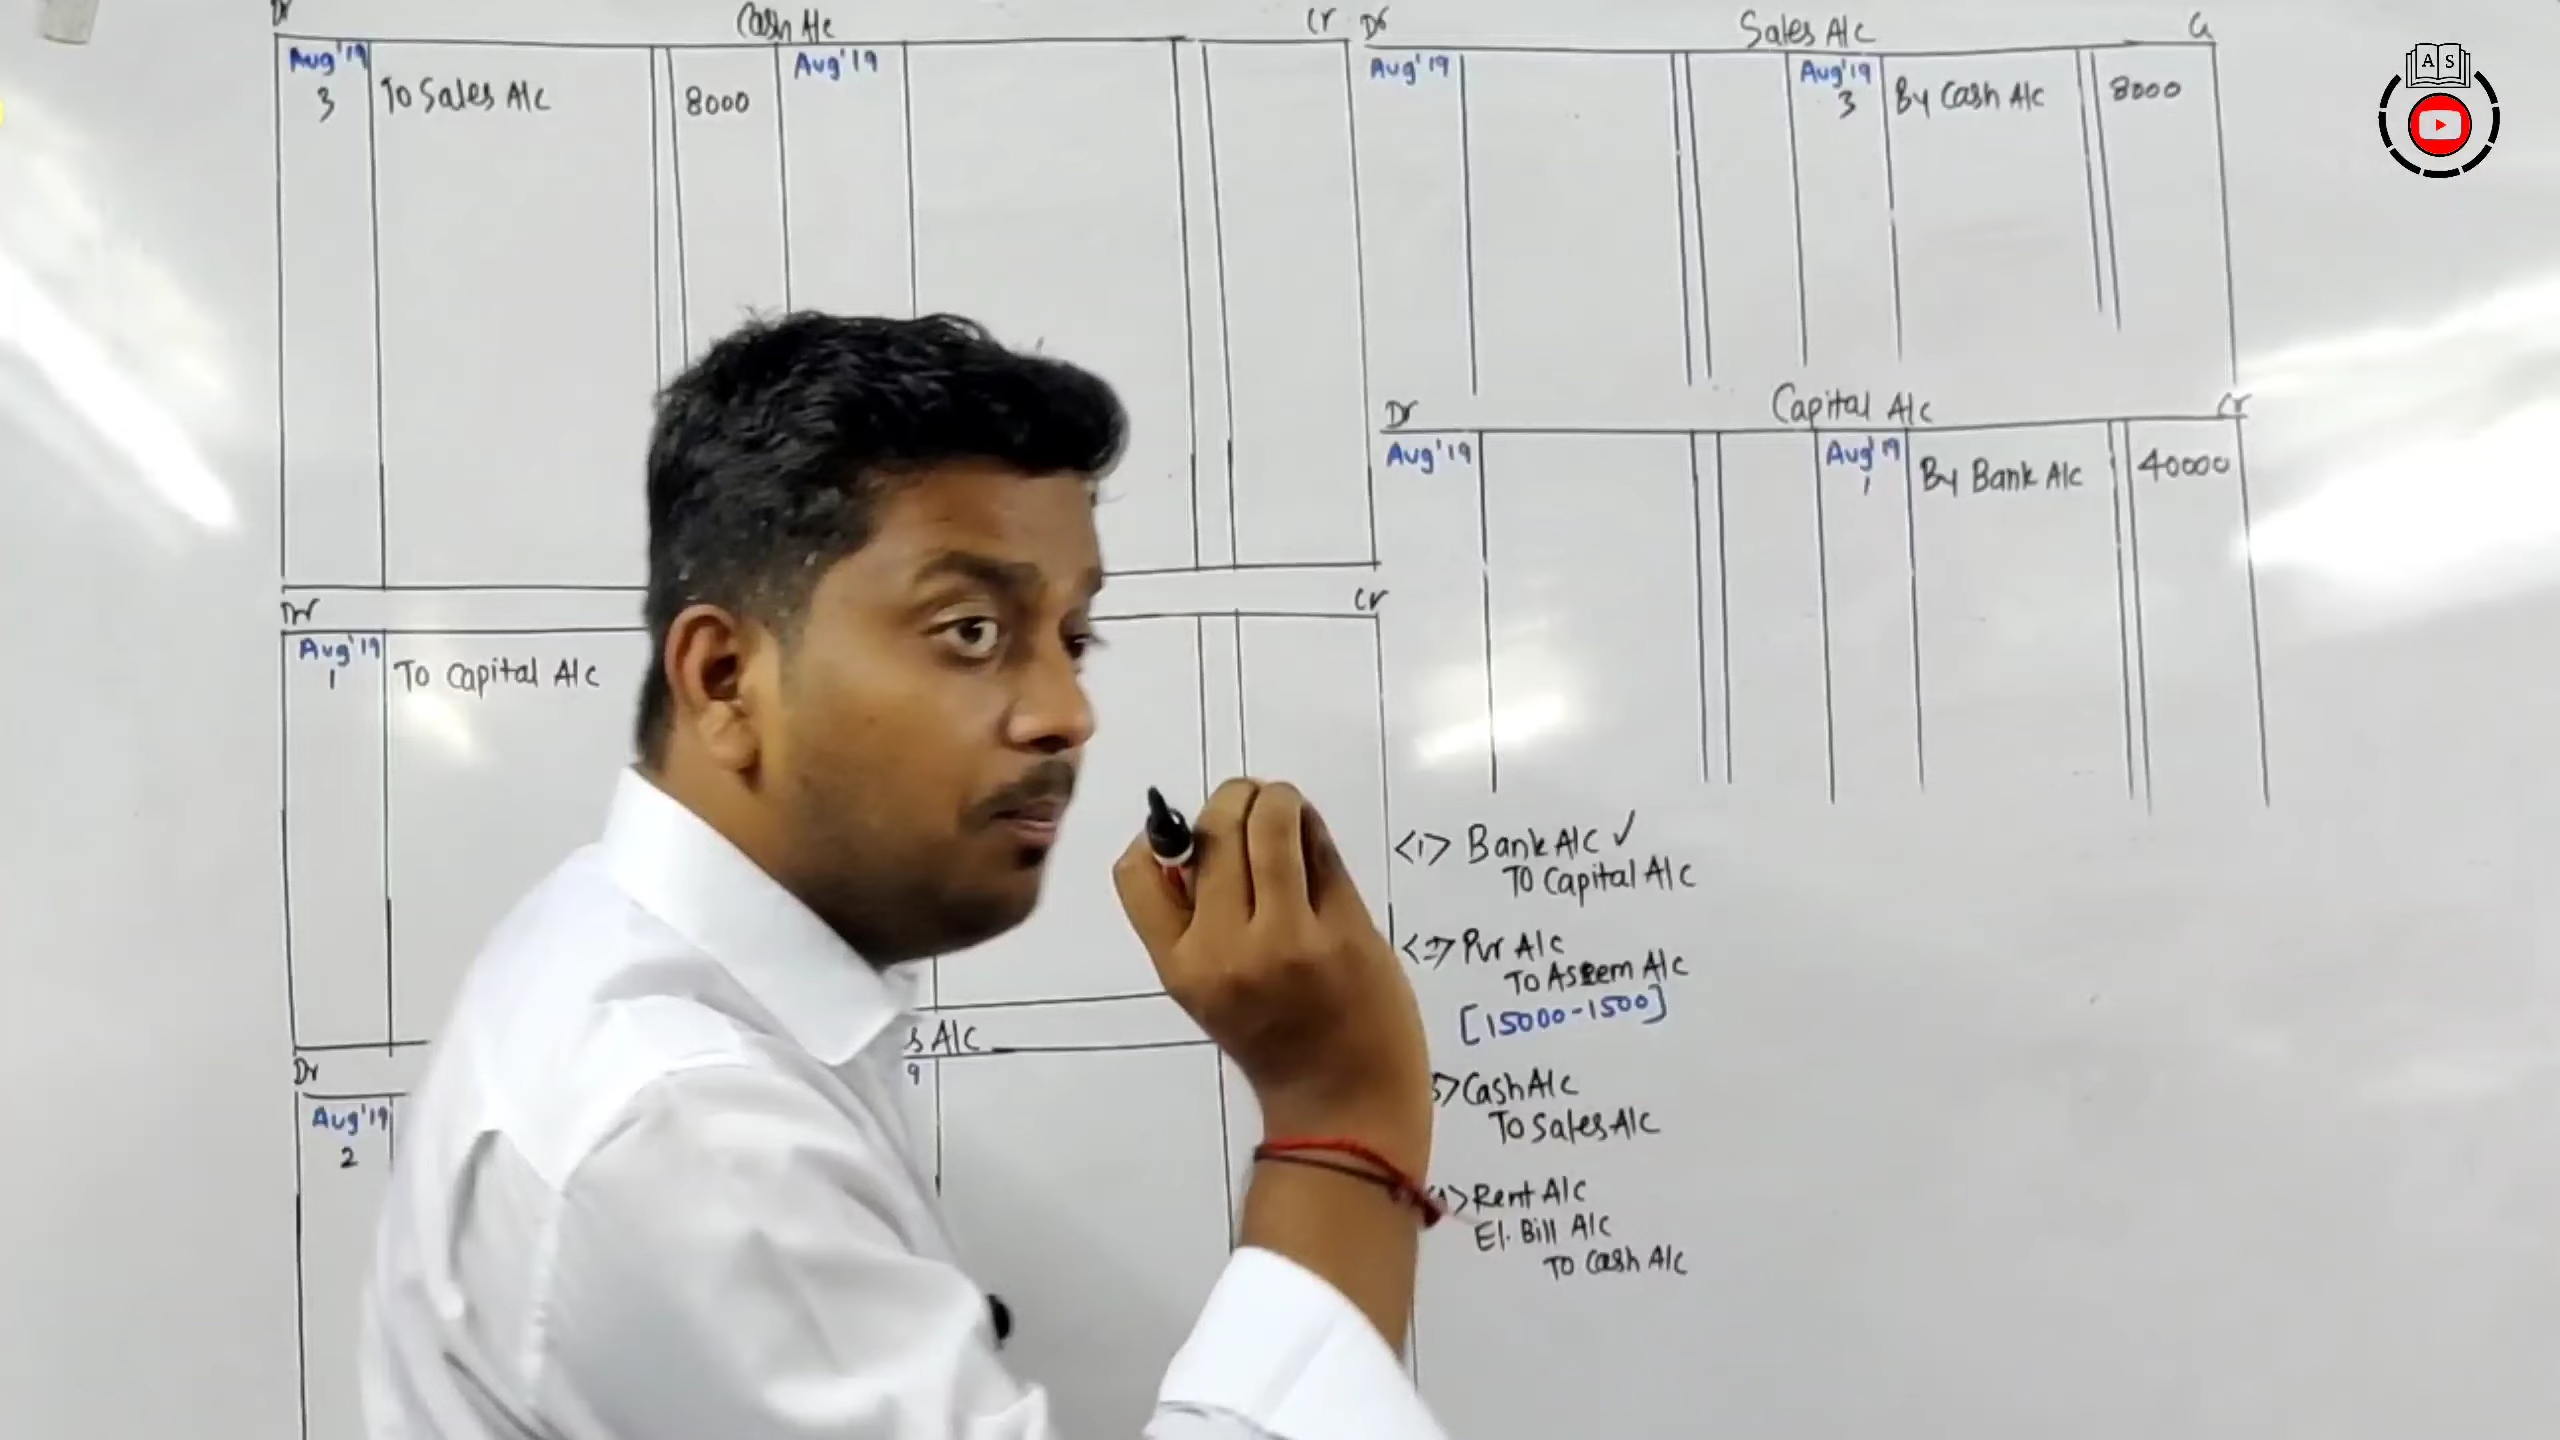 Dr Cash A/c Cr
Aug'19 Aug'19
3 To Sales A/c 8000
Dr Sales A/c Cr
Aug'19 Aug'19
3 By Cash A/c 8000
Dr Capital A/c Cr
Aug'19 Aug'19
1 By Bank A/c 40000
Dr Cr
Aug'19
1 To Capital A/c
Dr s A/c
Aug'19 9
2
<1> Bank A/c ✓
To Capital A/c
<2> Pur A/c
To Aseem A/c
[15000-1500]
3> Cash A/c
To Sales A/c
<4> Rent A/c
El. Bill A/c
To Cash A/c
A S